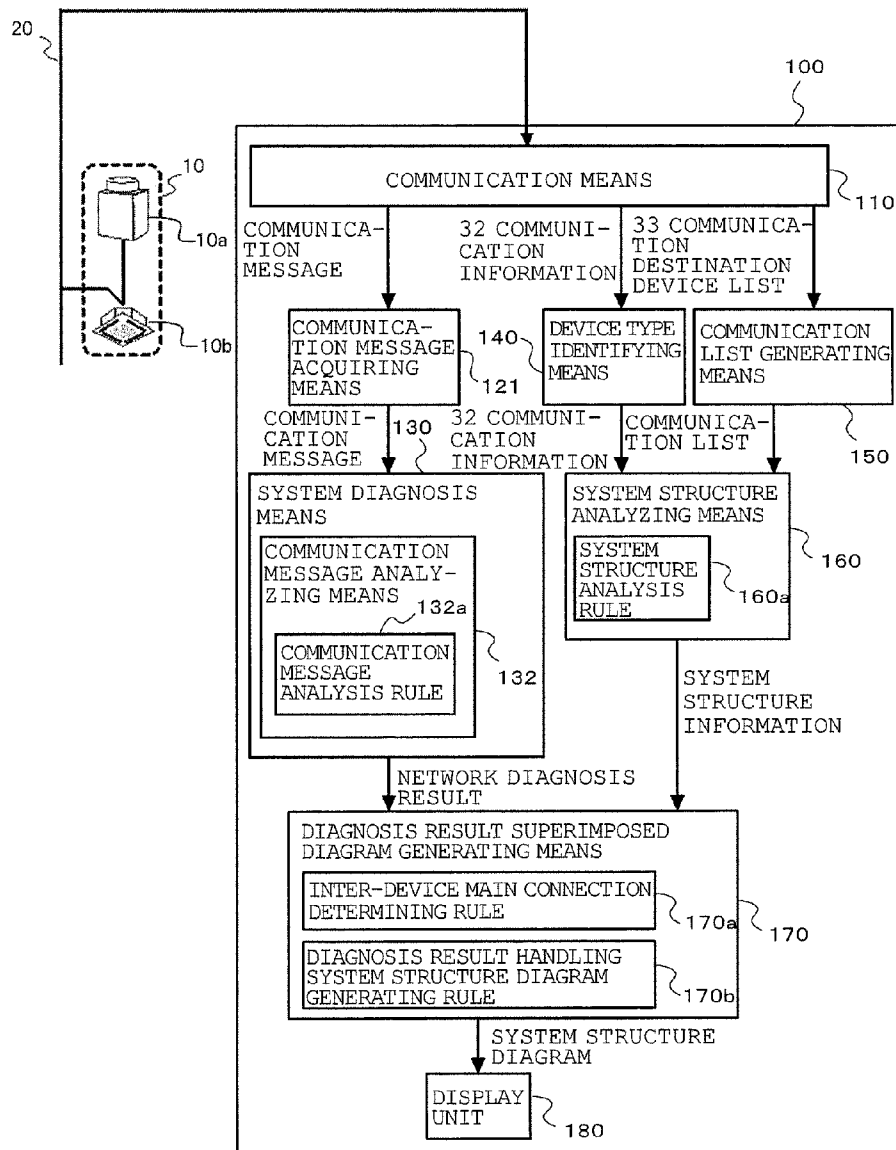 20
100
10
10a
10b
COMMUNICATION MEANS
110
COMMUNICA-
TION
MESSAGE
32 COMMUNI-
CATION
INFORMATION
33 COMMUNICA-
TION
DESTINATION
DEVICE LIST
COMMUNICA-
TION MESSAGE
ACQUIRING
MEANS
121
140
DEVICE TYPE
IDENTIFYING
MEANS
COMMUNICATION
LIST GENERATING
MEANS
150
COMMUNI-
CATION
MESSAGE
130
32 COMMUNI-
CATION
INFORMATION
COMMUNICATION
LIST
SYSTEM DIAGNOSIS
MEANS
COMMUNICATION
MESSAGE ANALY-
ZING MEANS
132a
COMMUNICATION
MESSAGE
ANALYSIS RULE
132
SYSTEM STRUCTURE
ANALYZING MEANS
160
SYSTEM
STRUCTURE
ANALYSIS
RULE
160a
SYSTEM
STRUCTURE
INFORMATION
NETWORK DIAGNOSIS
RESULT
DIAGNOSIS RESULT SUPERIMPOSED
DIAGRAM GENERATING MEANS
INTER-DEVICE MAIN CONNECTION
DETERMINING RULE
170a
170
DIAGNOSIS RESULT HANDLING
SYSTEM STRUCTURE DIAGRAM
GENERATING RULE
170b
SYSTEM STRUCTURE
DIAGRAM
DISPLAY
UNIT
180